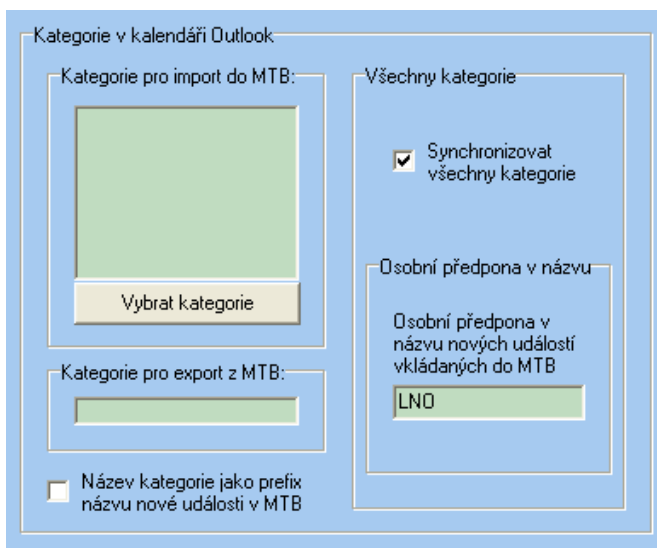 Kategorie v kalendáři Outlook
Kategorie pro import do MTB:
Vybrat kategorie
Kategorie pro export z MTB:
Název kategorie jako prefix
názvu nové události v MTB
Všechny kategorie
Synchronizovat
všechny kategorie
Osobní předpona v názvu
Osobní předpona v
názvu nových událostí
vkládaných do MTB
LNO